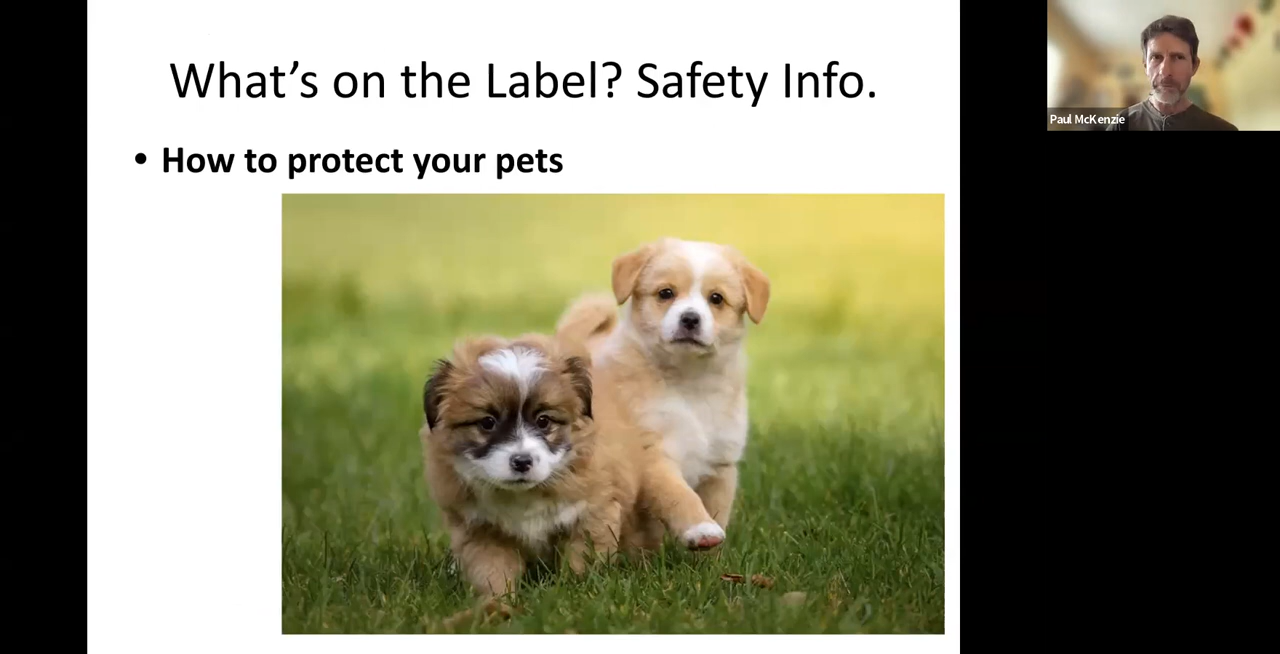 What's on the Label? Safety Info.
• How to protect your pets
Paul McKenzie